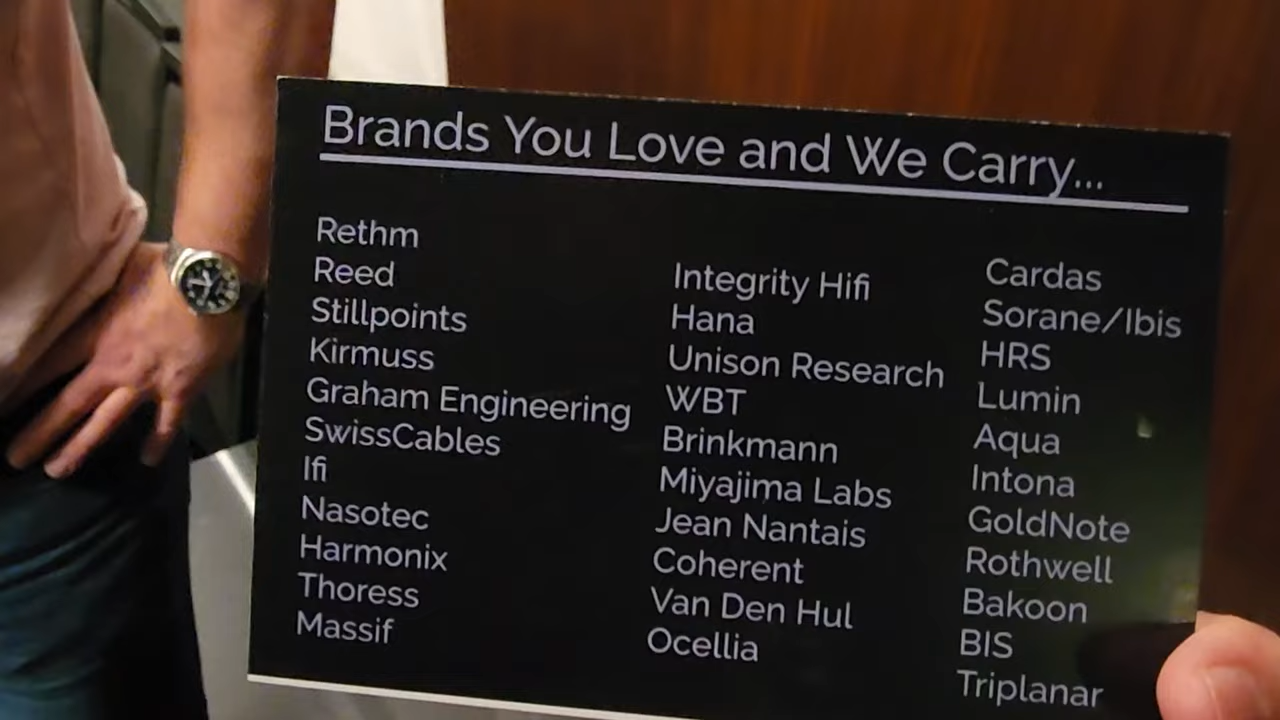 Brands You Love and We Carry...
Rethm
Reed
Stillpoints
Kirmuss
Graham Engineering
SwissCables
Ifi
Nasotec
Harmonix
Thoress
Massif
Integrity Hifi
Hana
Unison Research
WBT
Brinkmann
Miyajima Labs
Jean Nantais
Coherent
Van Den Hul
Ocellia
Cardas
Sorane/Ibis
HRS
Lumin
Aqua
Intona
GoldNote
Rothwell
Bakoon
BIS
Triplanar